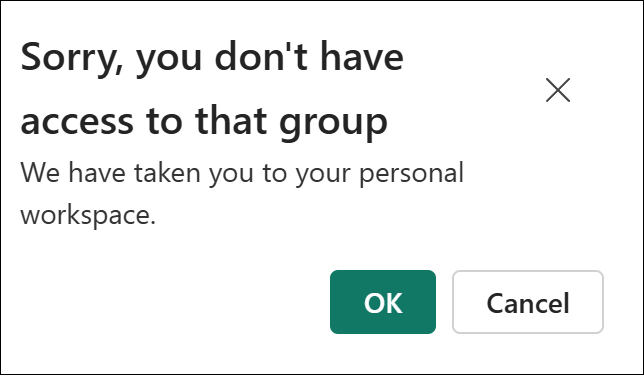 Sorry, you don't have
access to that group
We have taken you to your personal
workspace.
OK
Cancel